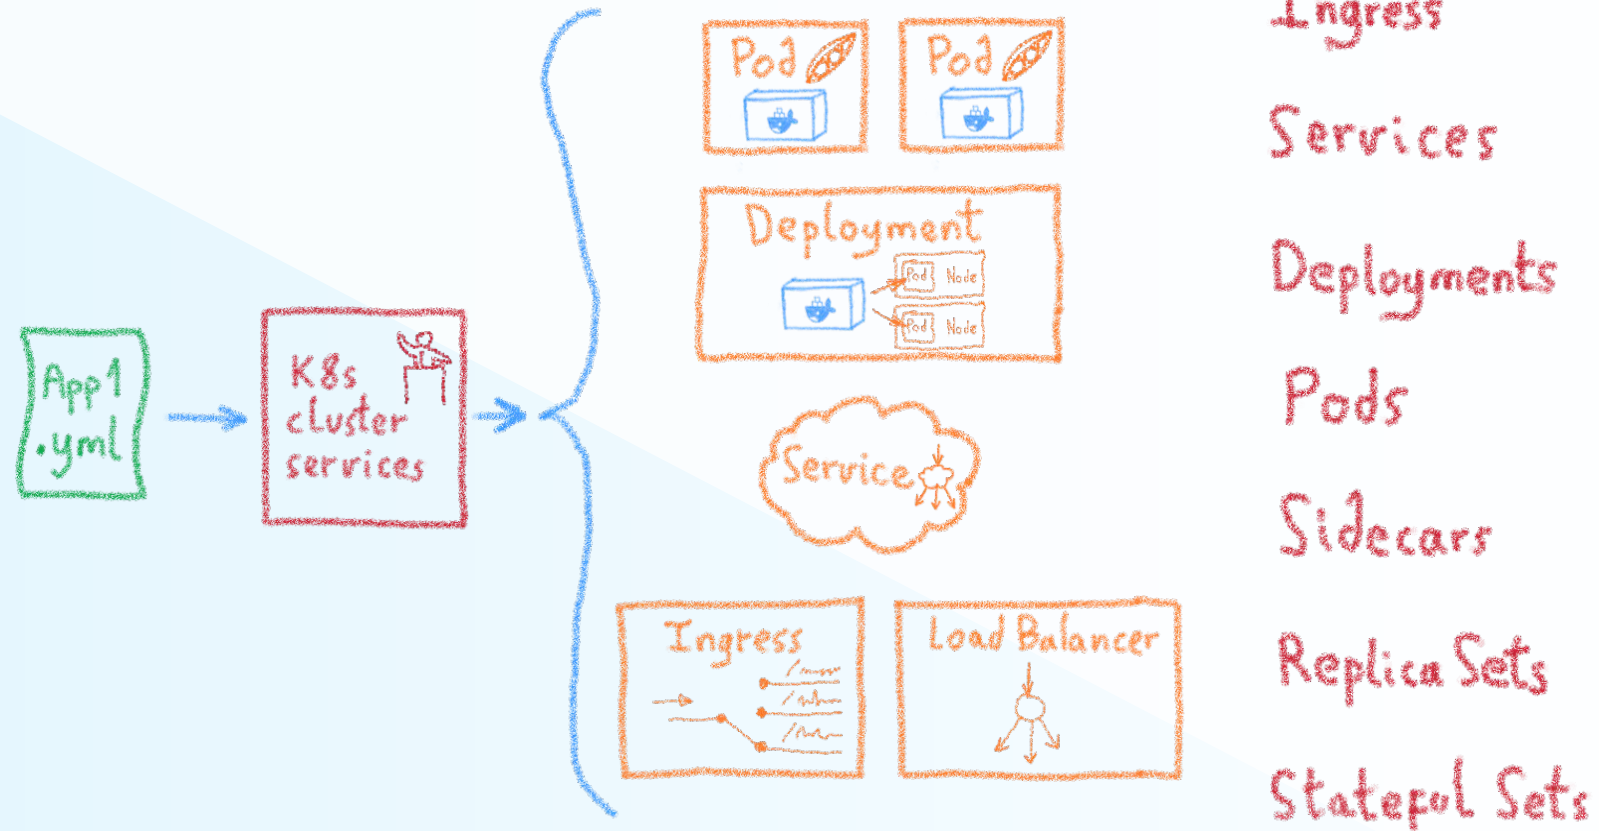 App1
.yml
K8s
cluster
services
Pod
Pod
Deployment
Pod Node
Pod Node
Service
Ingress
Load Balancer
Ingress
Services
Deployments
Pods
Sidecars
Replica Sets
Stateful Sets